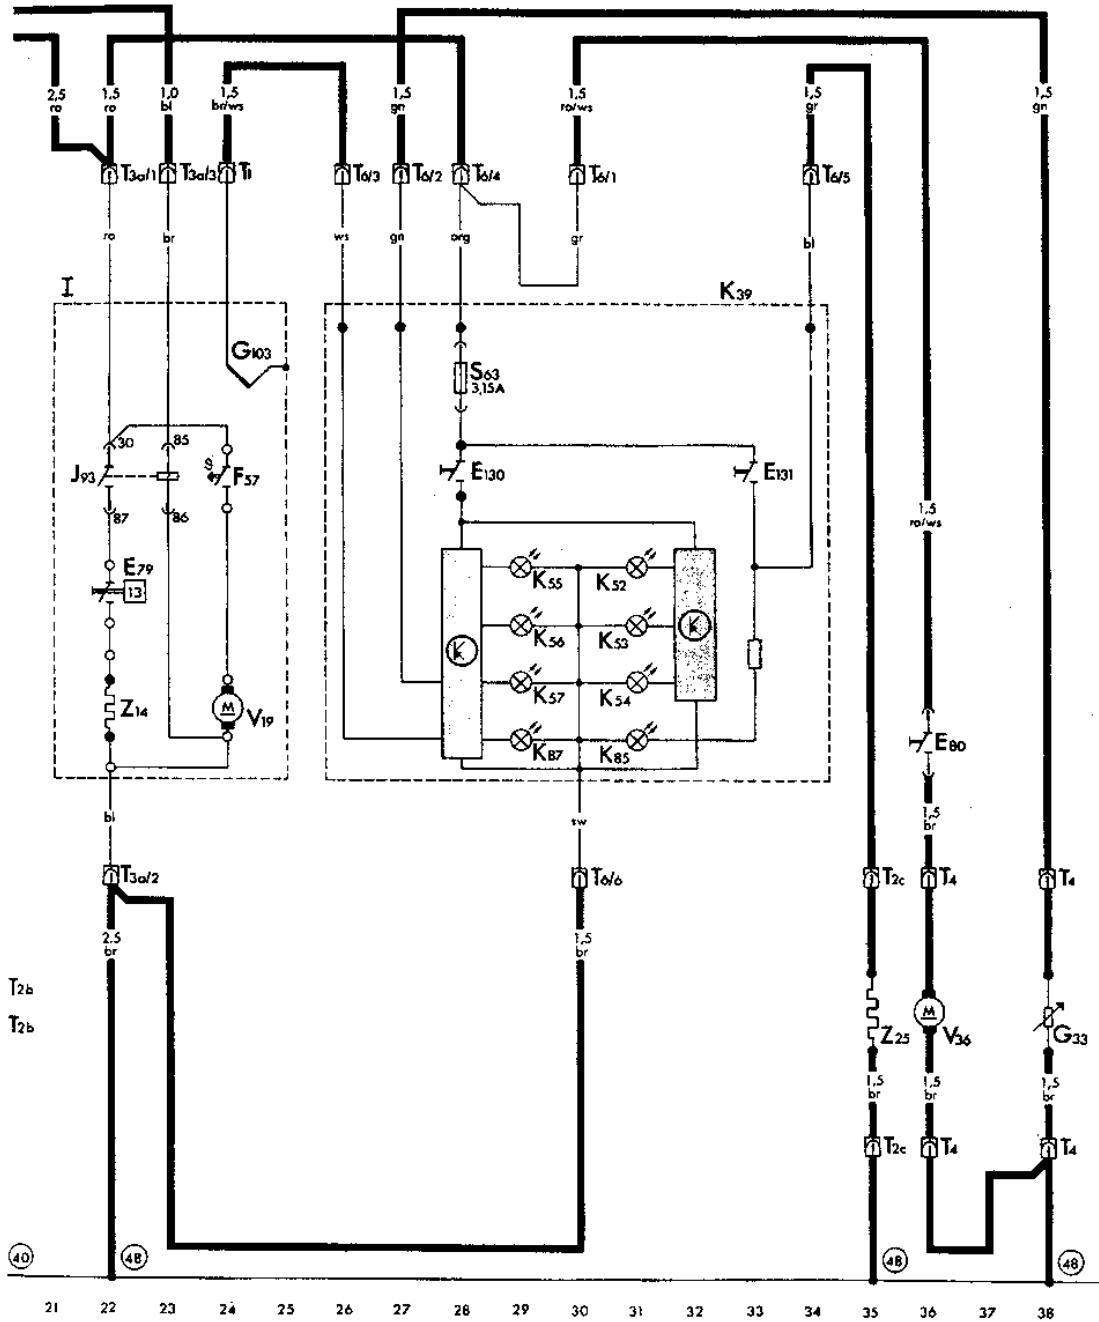 2,5 ro
1,5 ro
1,0 bl
1,5 br/ws
1,5 gn
1,5 ro/ws
1,5 gr
1,5 gn
T3a/1
T3a/3
T1
T6/3
T6/2
T6/4
T6/1
T6/5
ro
br
ws
gn
org
gr
bl
I
K39
G103
S63
3,15A
30
85
J93
S
F57
E130
E131
87
86
1,5 ro/ws
E79
13
K55
K52
K56
K53
K
K
K57
K54
Z14
M
V19
K87
K85
E80
bl
sw
1,5 br
T3a/2
T6/6
T2c
T4
T4
2,5 br
1,5 br
T2b
T2b
Z25
M
V36
G33
1,5 br
1,5 br
1,5 br
T2c
T4
T4
40
48
48
48
21 22 23 24 25 26 27 28 29 30 31 32 33 34 35 36 37 38